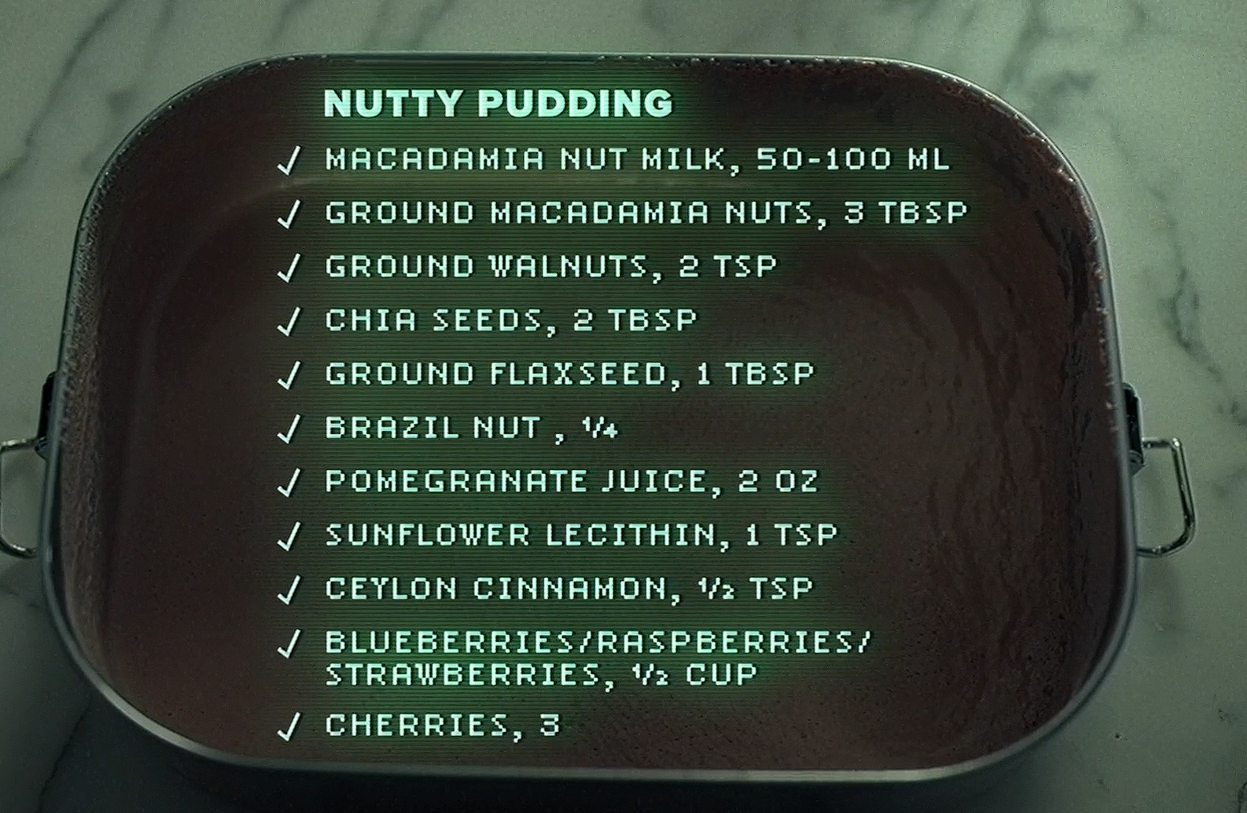 NUTTY PUDDING
✓ MACADAMIA NUT MILK, 50-100 ML
✓ GROUND MACADAMIA NUTS, 3 TBSP
✓ GROUND WALNUTS, 2 TSP
✓ CHIA SEEDS, 2 TBSP
✓ GROUND FLAXSEED, 1 TBSP
✓ BRAZIL NUT , ¼
✓ POMEGRANATE JUICE, 2 OZ
✓ SUNFLOWER LECITHIN, 1 TSP
✓ CEYLON CINNAMON, ½ TSP
✓ BLUEBERRIES/RASPBERRIES/
STRAWBERRIES, ½ CUP
✓ CHERRIES, 3